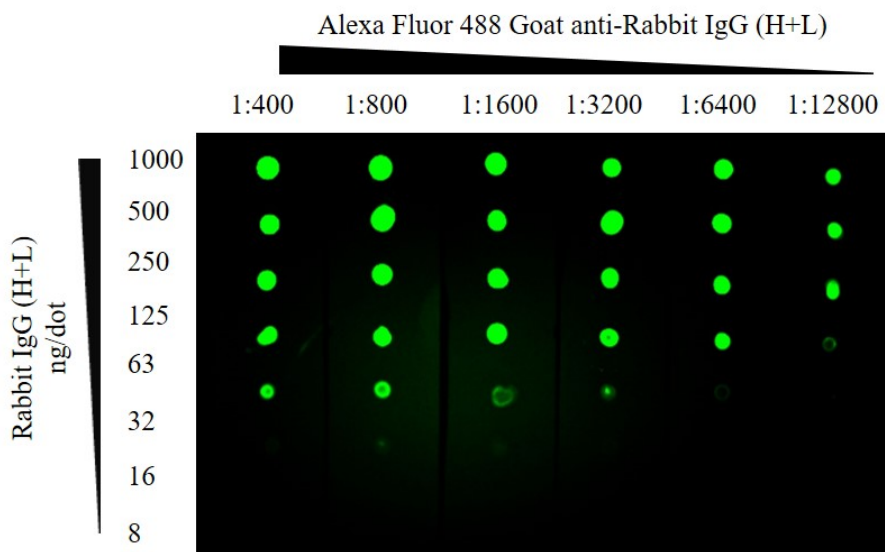 Alexa Fluor 488 Goat anti-Rabbit IgG (H+L)
1:400 1:800 1:1600 1:3200 1:6400 1:12800
Rabbit IgG (H+L)
ng/dot
1000
500
250
125
63
32
16
8